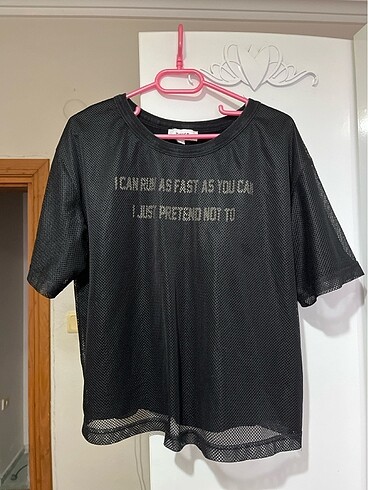 I CAN RUN AS FAST AS YOU CAN
I JUST PRETEND NOT TO